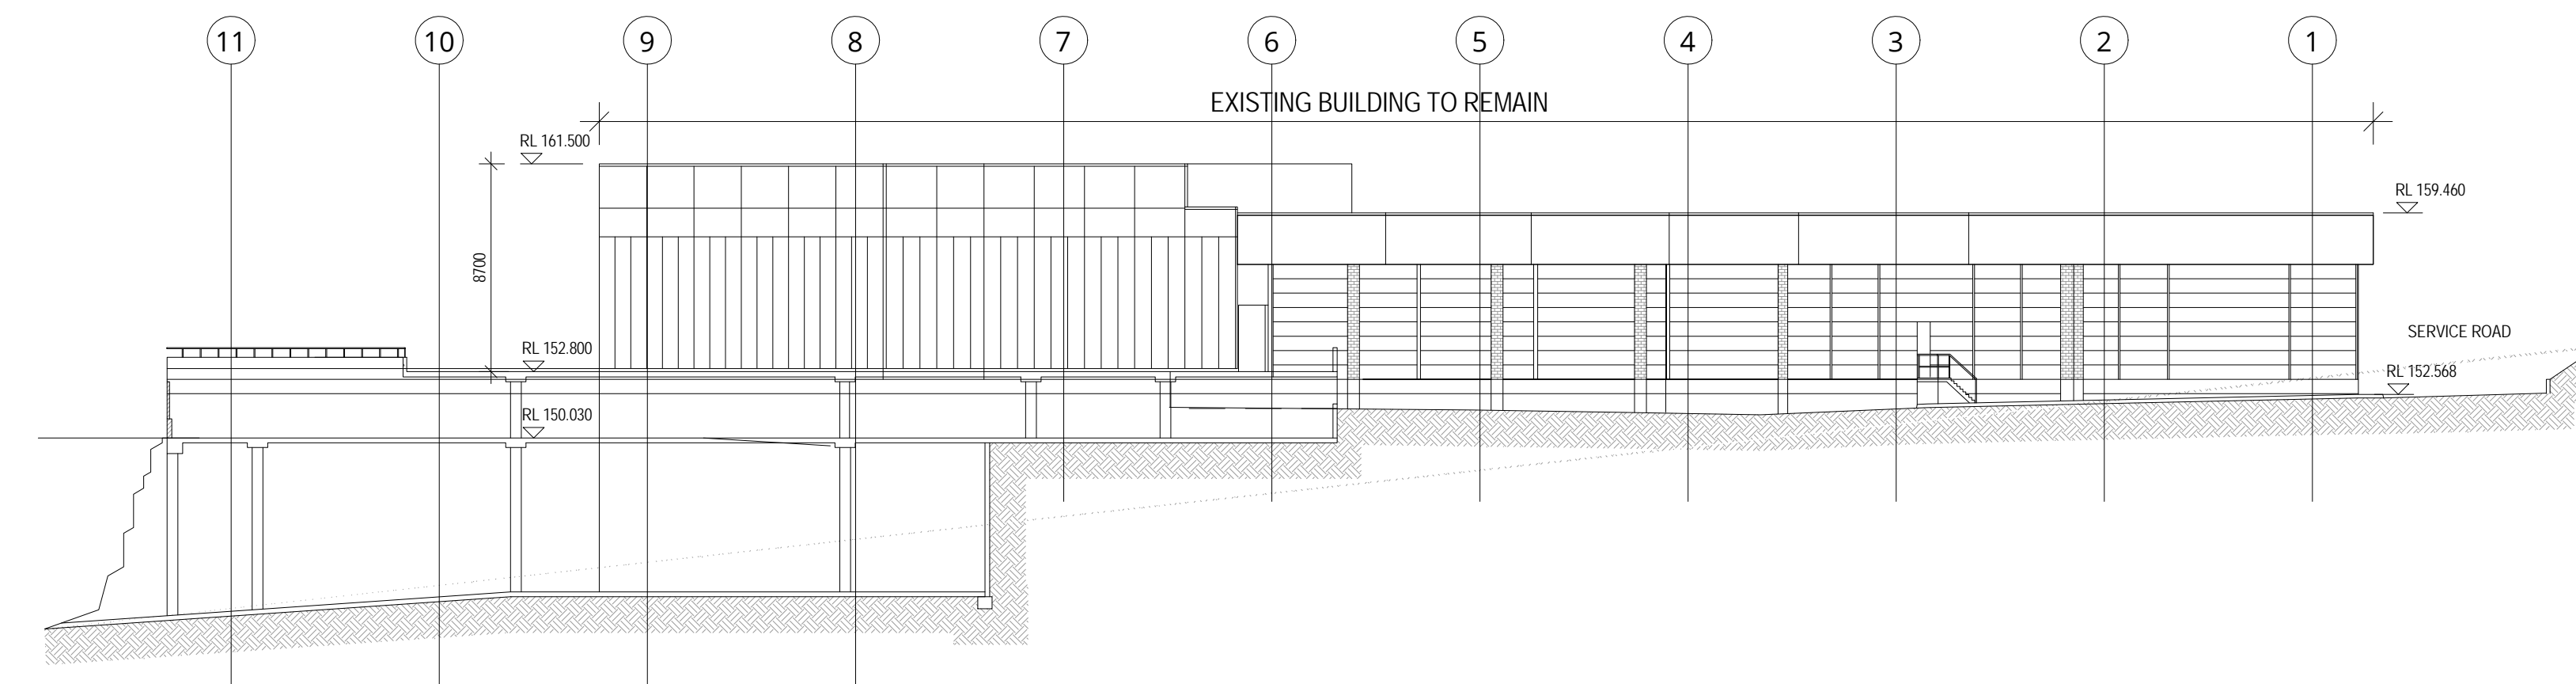 11 10 9 8 7 6 5 4 3 2 1
EXISTING BUILDING TO REMAIN
RL 161.500
RL 159.460
8700
SERVICE ROAD
RL 152.800
RL 152.568
RL 150.030